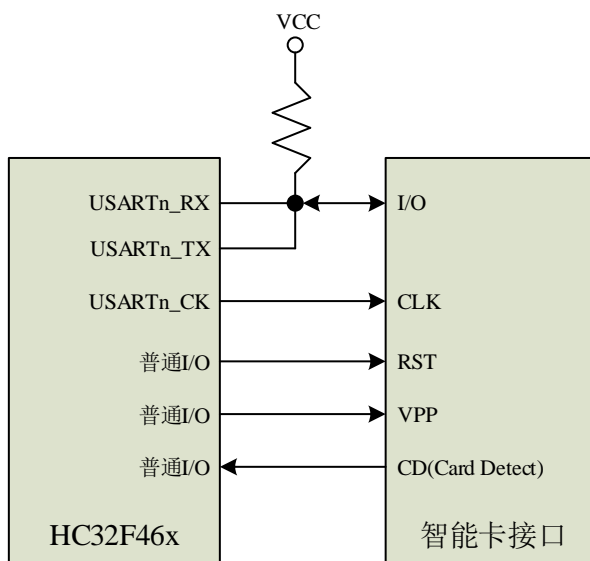 VCC
USARTn_RX
I/O
USARTn_TX
USARTn_CK
CLK
普通I/O
RST
普通I/O
VPP
普通I/O
CD(Card Detect)
HC32F46x
智能卡接口